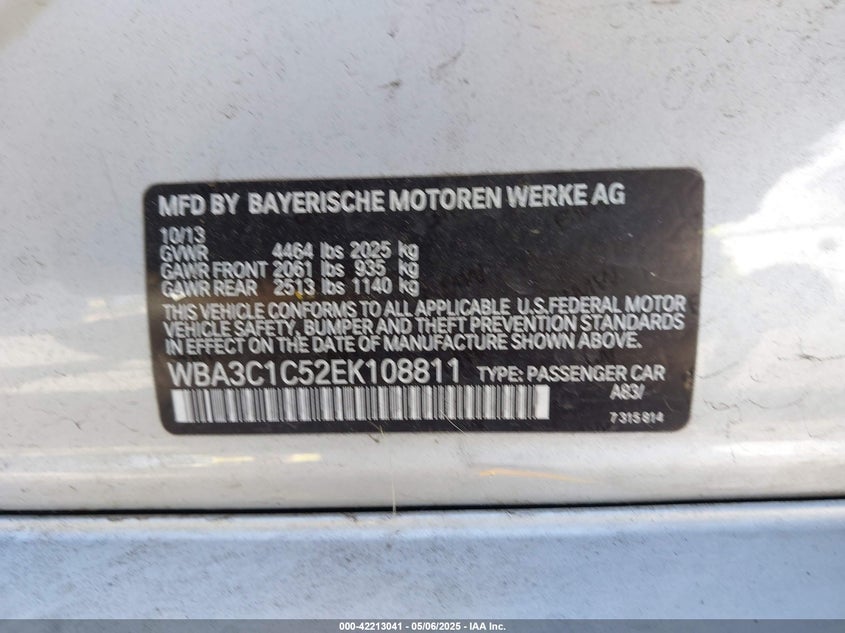 MFD BY BAYERISCHE MOTOREN WERKE AG
10/13
GVWR 4464 lbs 2025 kg
GAWR FRONT 2061 lbs 935 kg
GAWR REAR 2513 lbs 1140 kg
THIS VEHICLE CONFORMS TO ALL APPLICABLE U.S.FEDERAL MOTOR
VEHICLE SAFETY, BUMPER AND THEFT PREVENTION STANDARDS
IN EFFECT ON THE DATE OF MANUFACTURE SHOWN ABOVE.
WBA3C1C52EK108811 TYPE: PASSENGER CAR
A83/
7 315 814
000-42213041 - 05/06/2025 - IAA Inc.